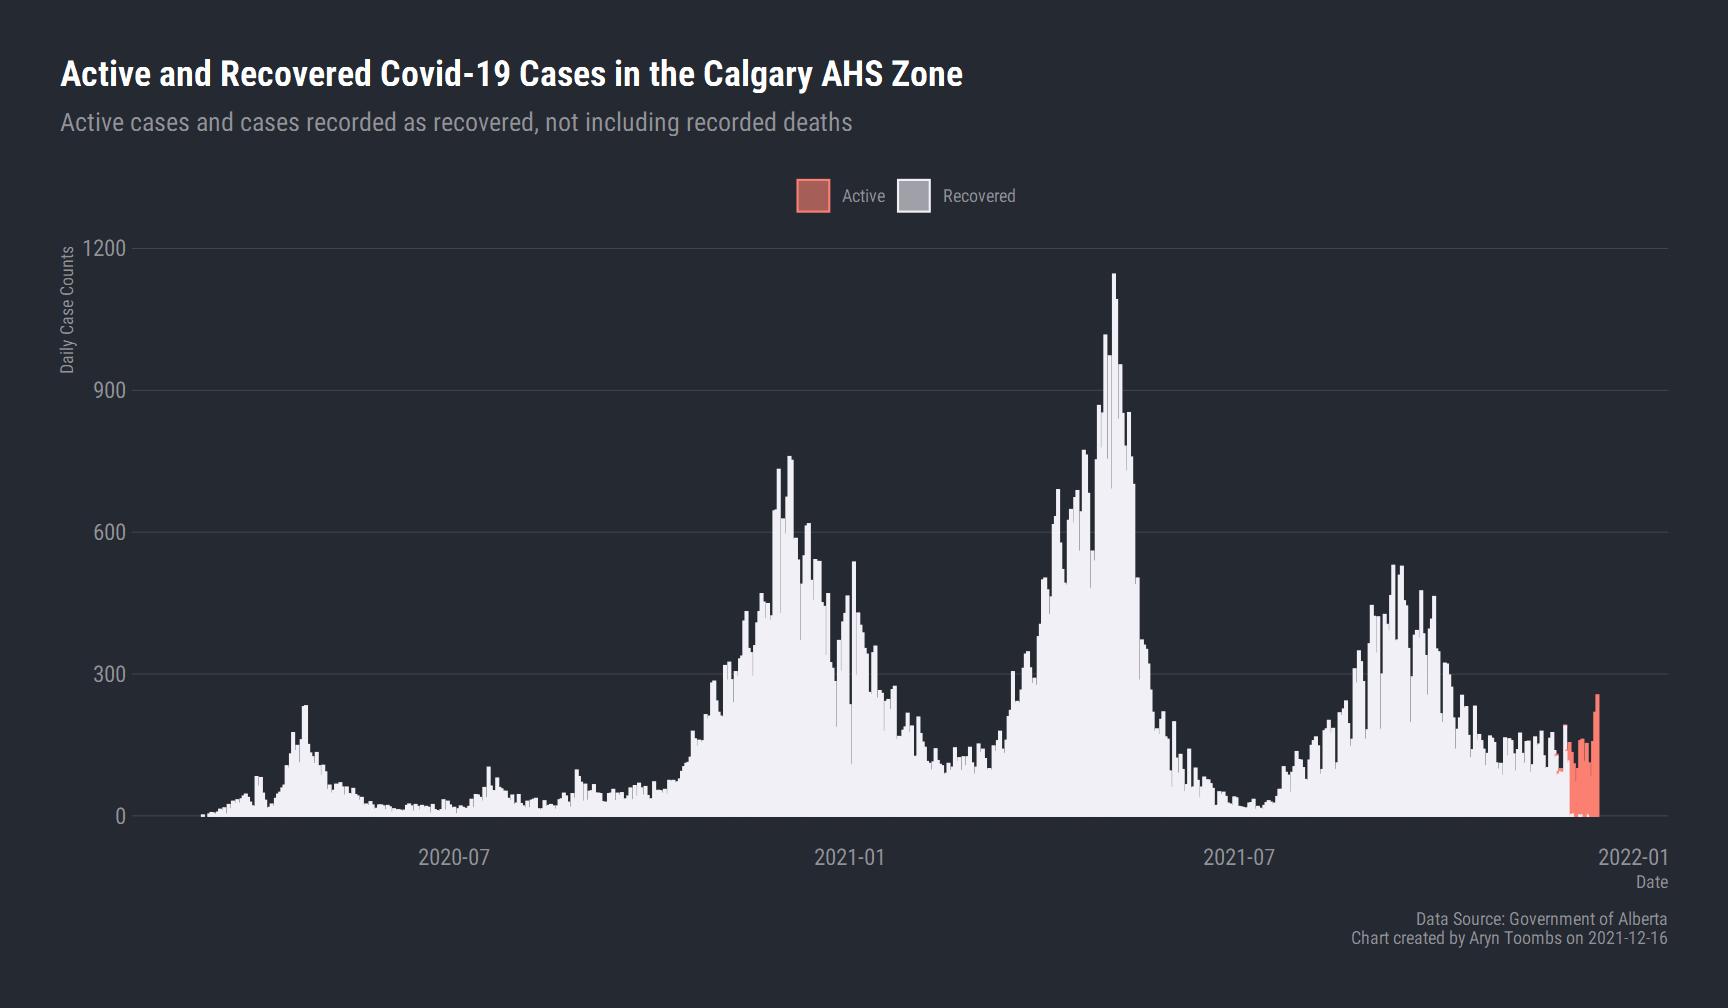 Active and Recovered Covid-19 Cases in the Calgary AHS Zone
Active cases and cases recorded as recovered, not including recorded deaths
Active
Recovered
Daily Case Counts
1200
900
600
300
0
2020-07
2021-01
2021-07
2022-01
Date
Data Source: Government of Alberta
Chart created by Aryn Toombs on 2021-12-16